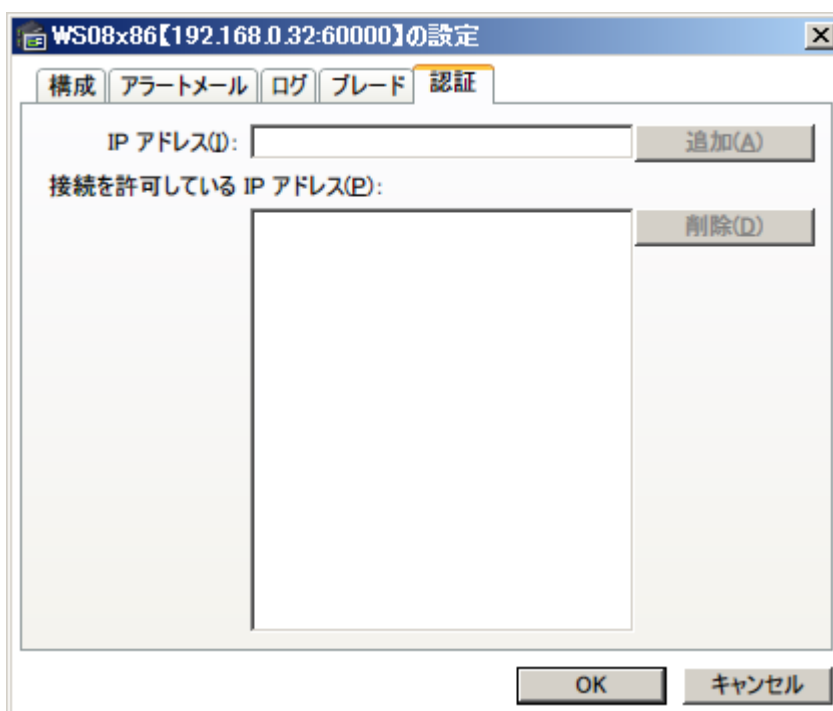 WS08x86【192.168.0.32:60000】の設定
構成 アラートメール ログ ブレード 認証
IP アドレス(I): 追加(A)
接続を許可している IP アドレス(P):
削除(D)
OK キャンセル